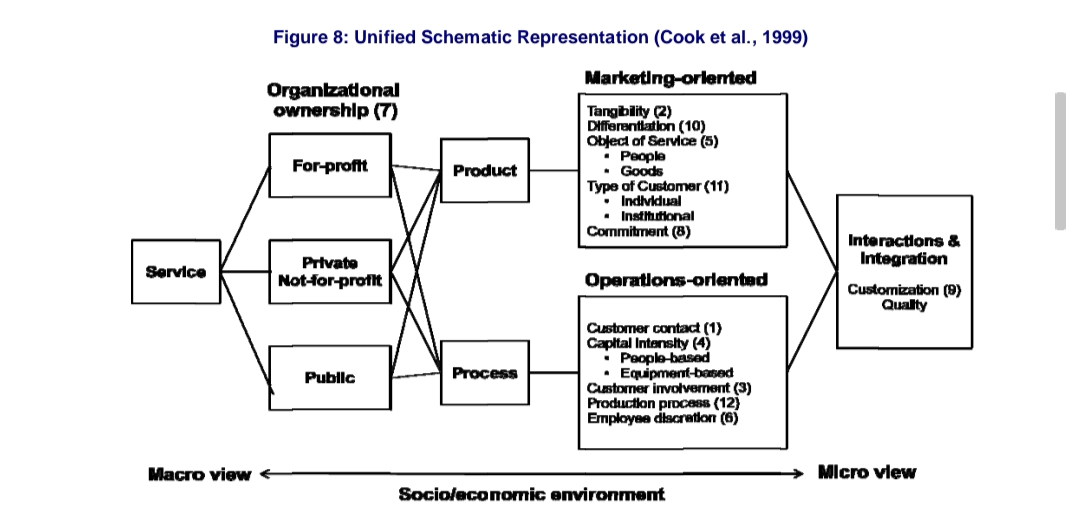 Figure 8: Unified Schematic Representation (Cook et al., 1999)
Organizational
ownership (7)
For-profit
Private
Not-for-profit
Public
Service
Product
Process
Marketing-oriented
Tangibility (2)
Differentiation (10)
Object of Service (5)
▪ People
▪ Goods
Type of Customer (11)
▪ Individual
▪ Institutional
Commitment (8)
Operations-oriented
Customer contact (1)
Capital Intensity (4)
▪ People-based
▪ Equipment-based
Customer involvement (3)
Production process (12)
Employee discretion (6)
Interactions &
Integration
Customization (9)
Quality
Macro view
Micro view
Socio/economic environment